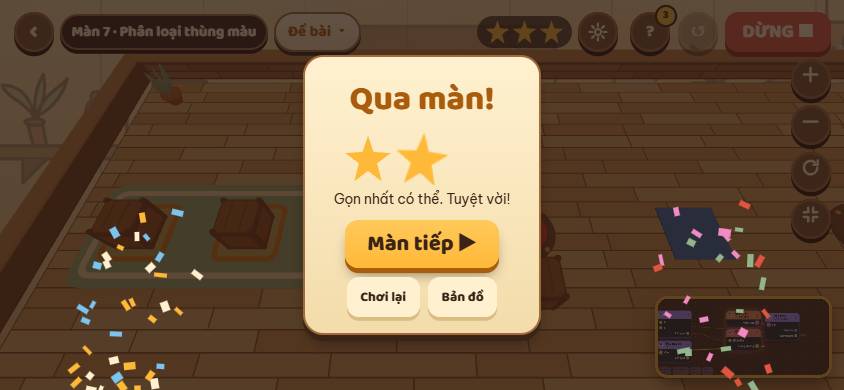 Màn 7 · Phân loại thùng màu
Đề bài
?
3
DỪNG
Qua màn!
Gọn nhất có thể. Tuyệt vời!
Màn tiếp
Chơi lại
Bản đồ